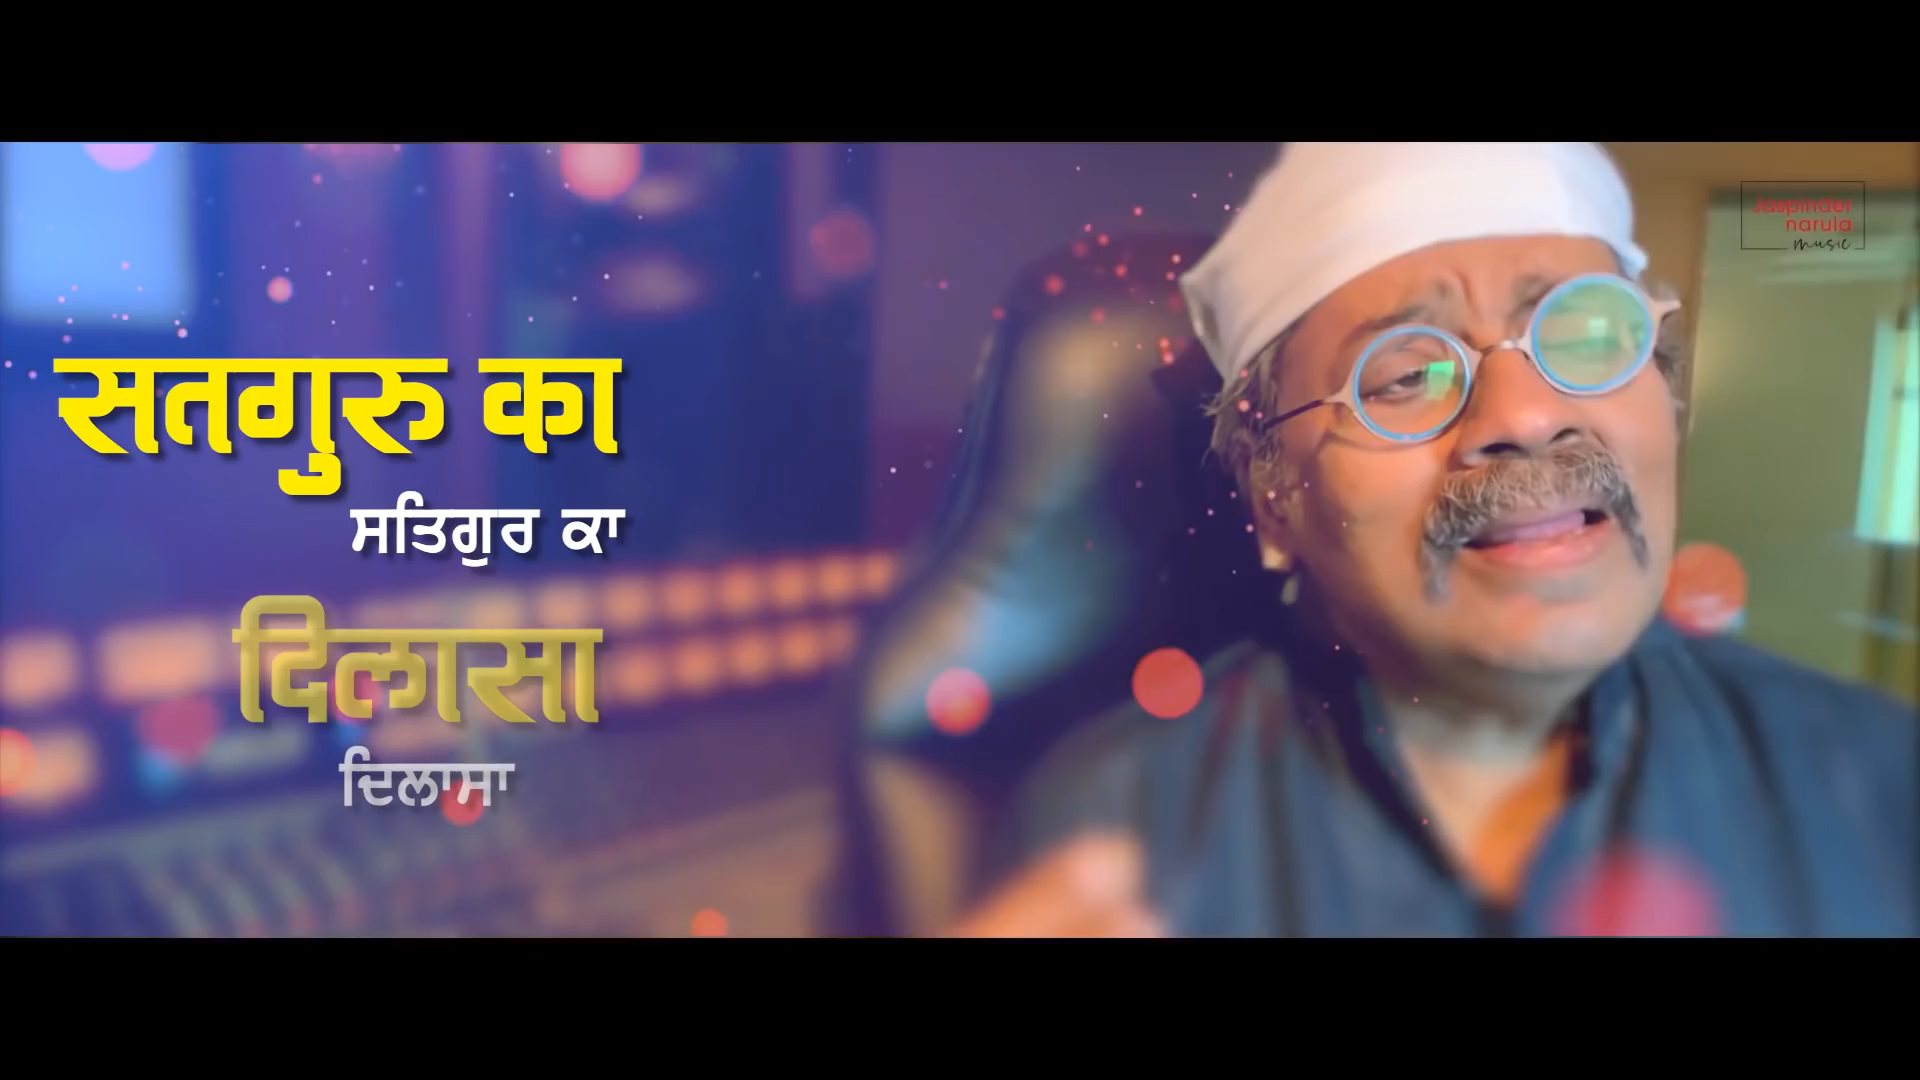 Jaspinder
narula
music
सतगुरु का
ਸਤਿਗੁਰ ਕਾ
दिलासा
ਦਿਲਾਸਾ